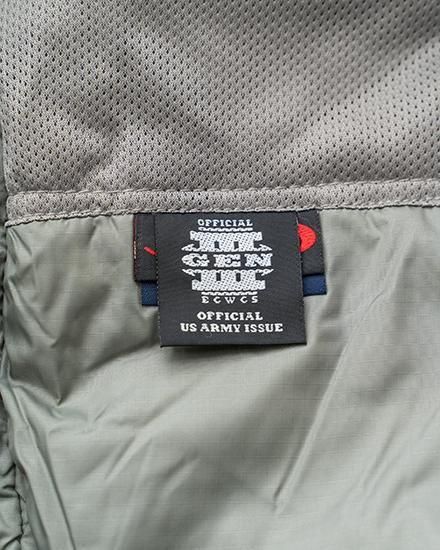 OFFICIAL
III
GEN
III
ECWCS
OFFICIAL
US ARMY ISSUE